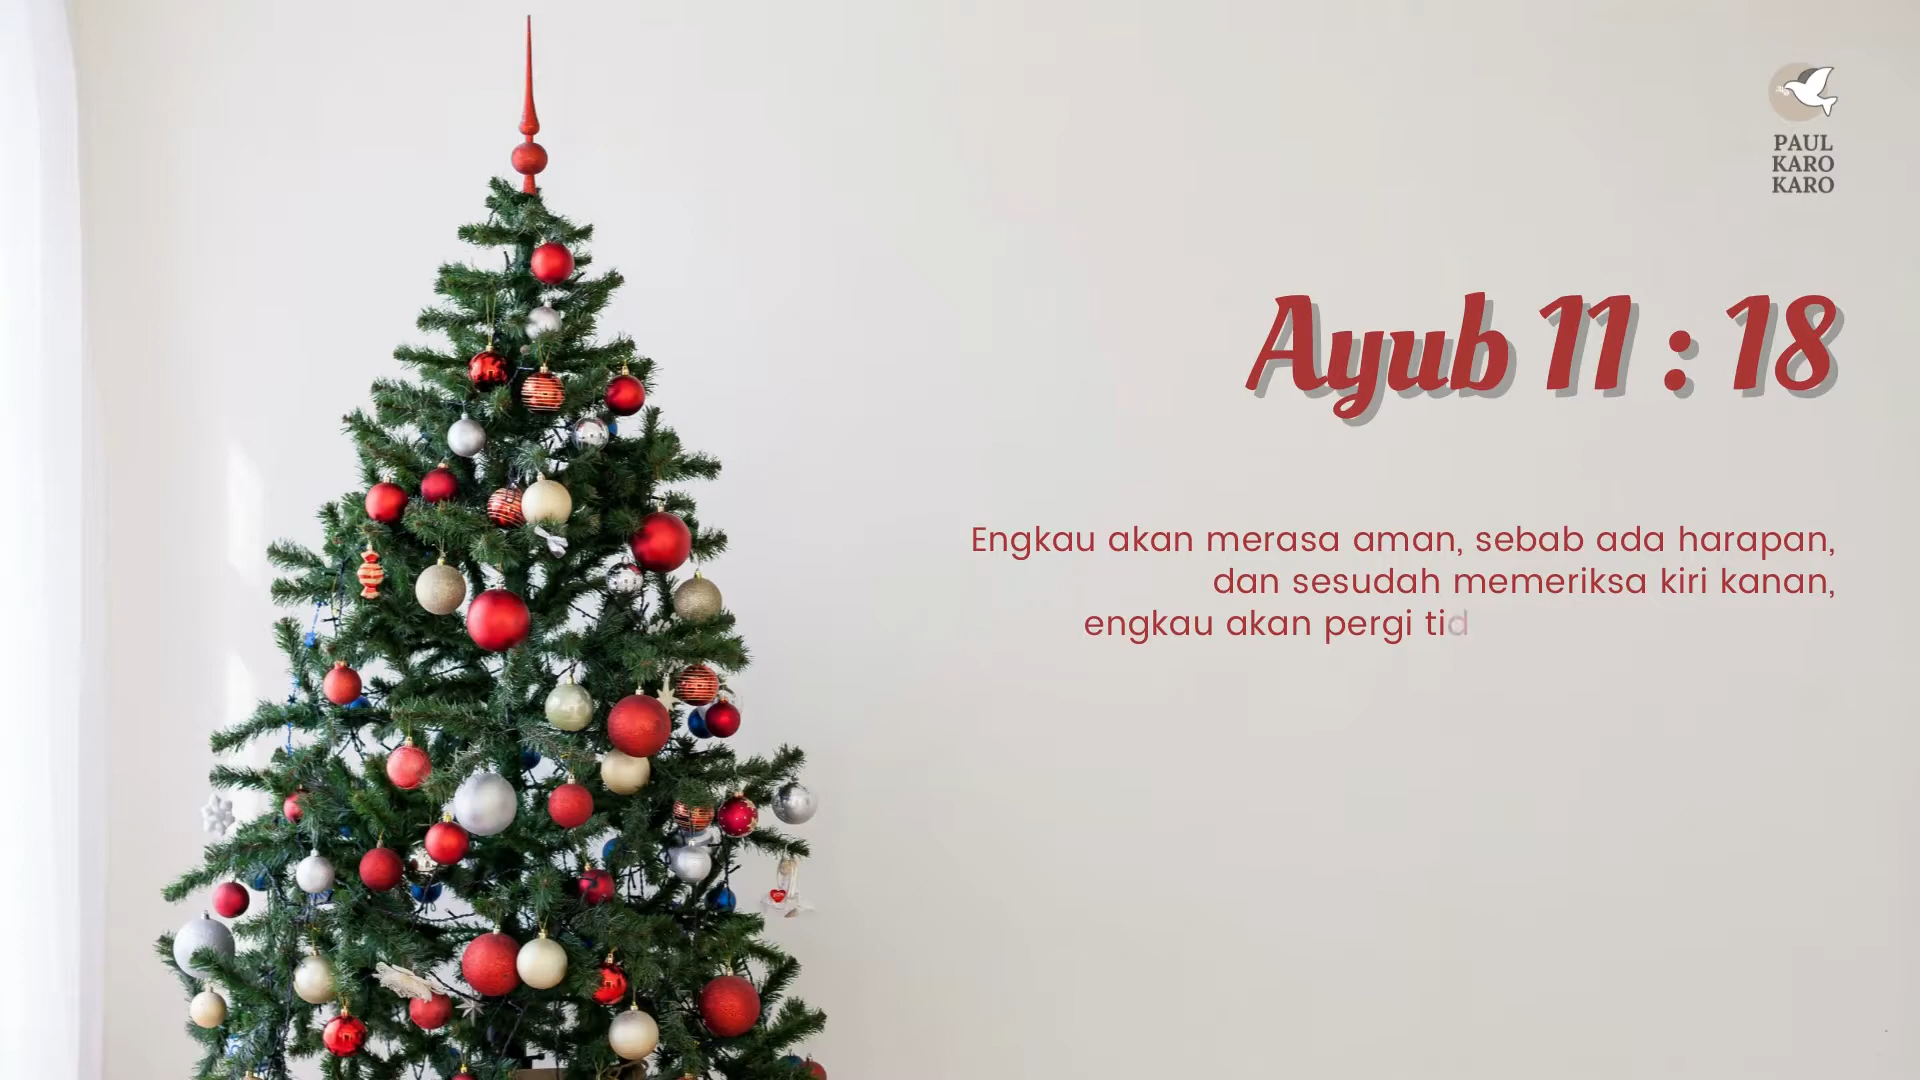 PAUL
KARO
KARO
Ayub 11 : 18
Engkau akan merasa aman, sebab ada harapan,
dan sesudah memeriksa kiri kanan,
engkau akan pergi tid